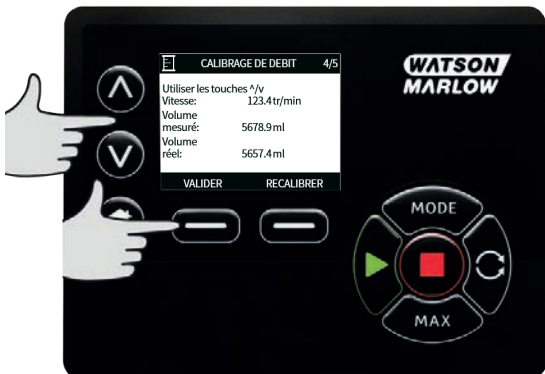 CALIBRAGE DE DEBIT 4/5
Utiliser les touches ^/v
Vitesse: 123.4 tr/min
Volume
mesuré: 5678.9 ml
Volume
réel: 5657.4 ml
VALIDER RECALIBRER
WATSON
MARLOW
MODE
MAX